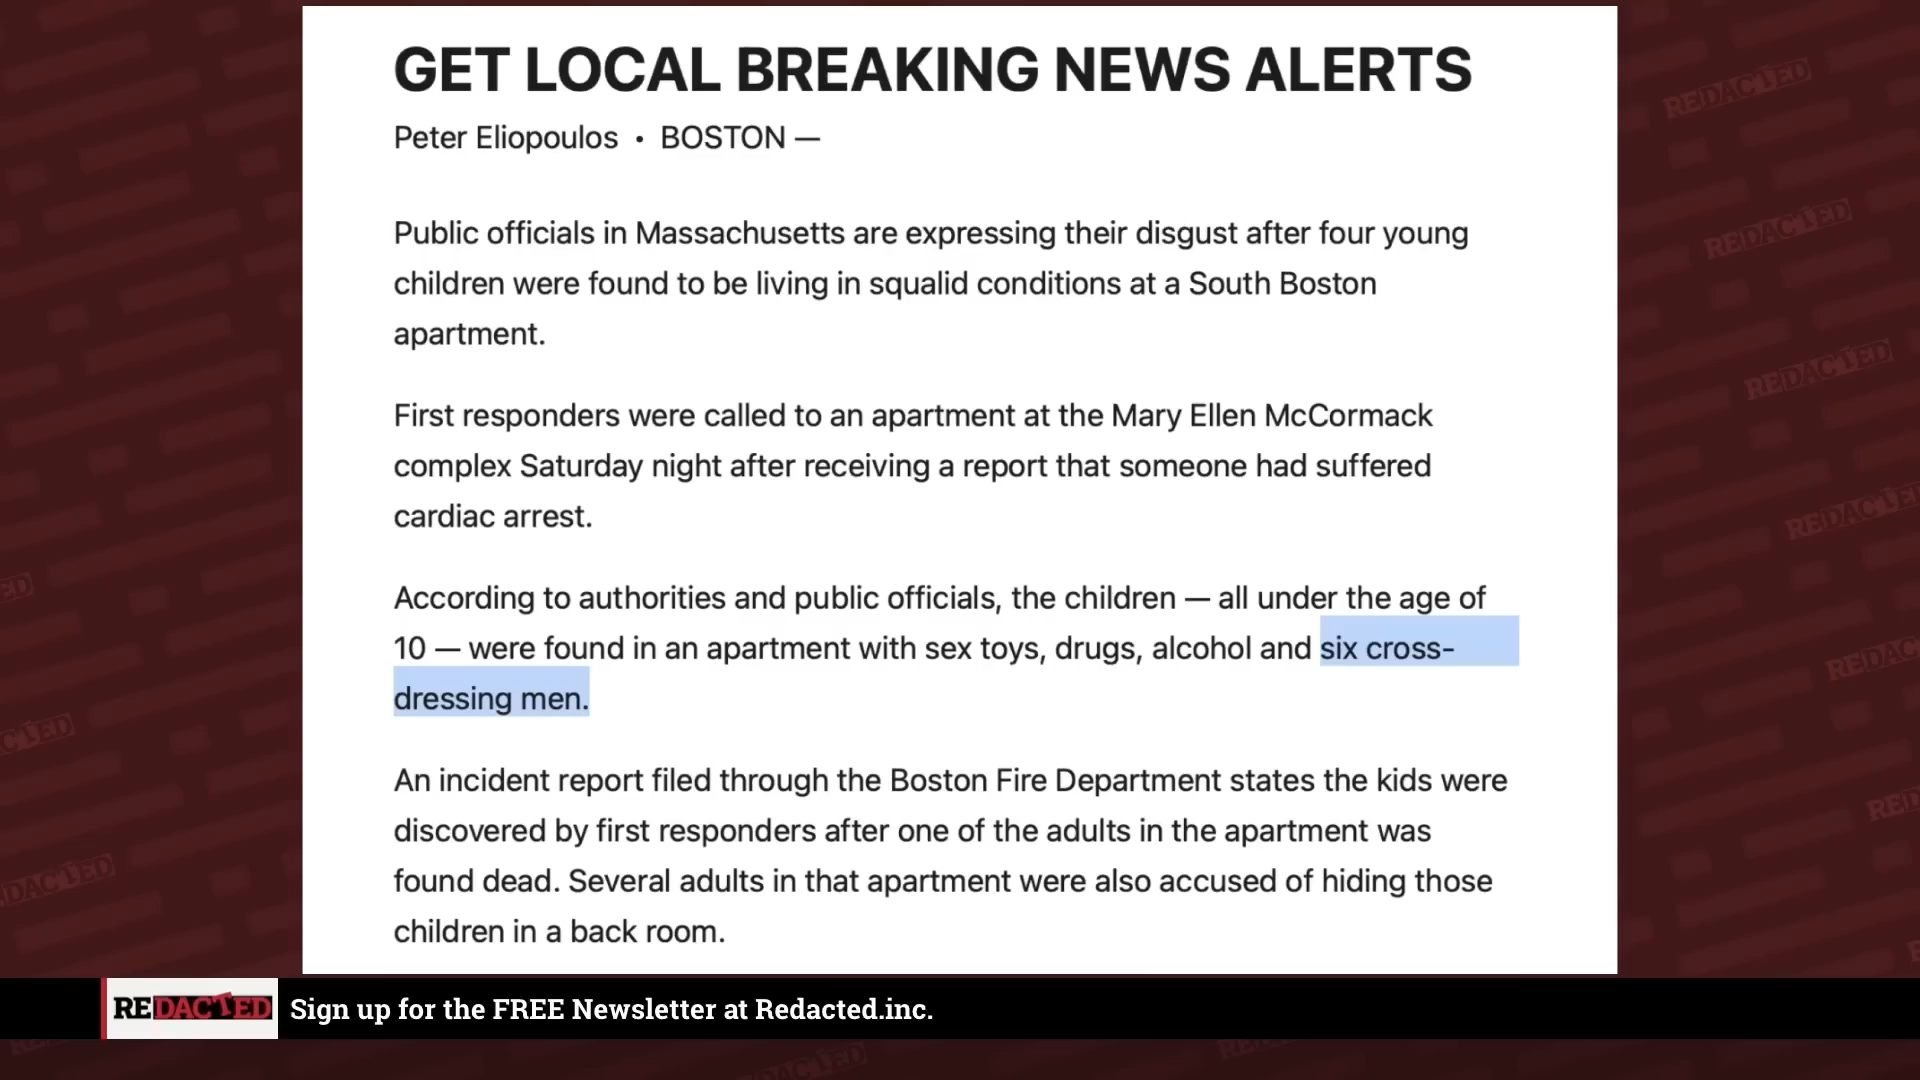 GET LOCAL BREAKING NEWS ALERTS
Peter Eliopoulos • BOSTON —
Public officials in Massachusetts are expressing their disgust after four young
children were found to be living in squalid conditions at a South Boston
apartment.
First responders were called to an apartment at the Mary Ellen McCormack
complex Saturday night after receiving a report that someone had suffered
cardiac arrest.
According to authorities and public officials, the children — all under the age of
10 — were found in an apartment with sex toys, drugs, alcohol and six cross-
dressing men.
An incident report filed through the Boston Fire Department states the kids were
discovered by first responders after one of the adults in the apartment was
found dead. Several adults in that apartment were also accused of hiding those
children in a back room.
REDACTED Sign up for the FREE Newsletter at Redacted.inc.
REDACTED
REDACTED
REDACTED